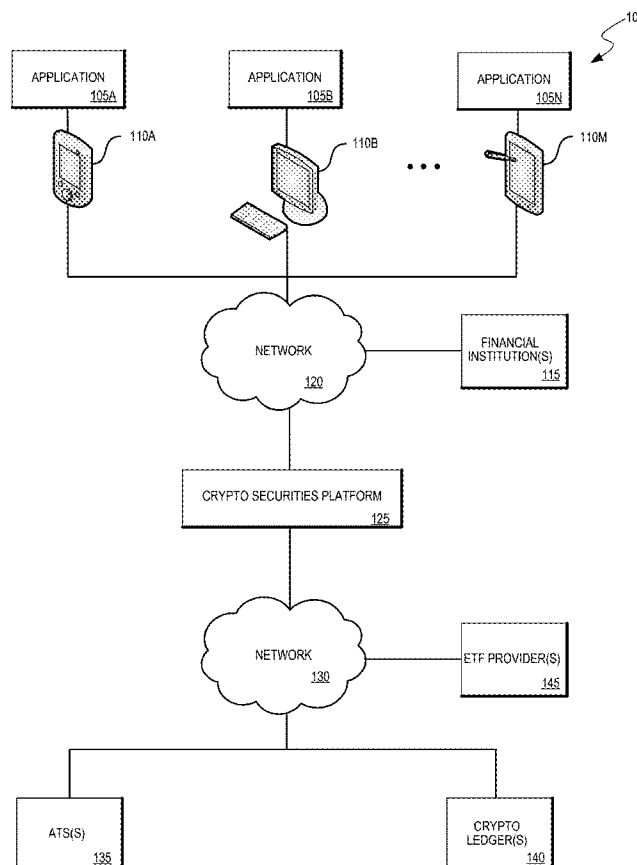 10
APPLICATION
105A
APPLICATION
105B
APPLICATION
105N
110A
110B
110M
NETWORK
120
FINANCIAL
INSTITUTION(S)
115
CRYPTO SECURITIES PLATFORM
125
NETWORK
130
ETF PROVIDER(S)
145
ATS(S)
135
CRYPTO
LEDGER(S)
140